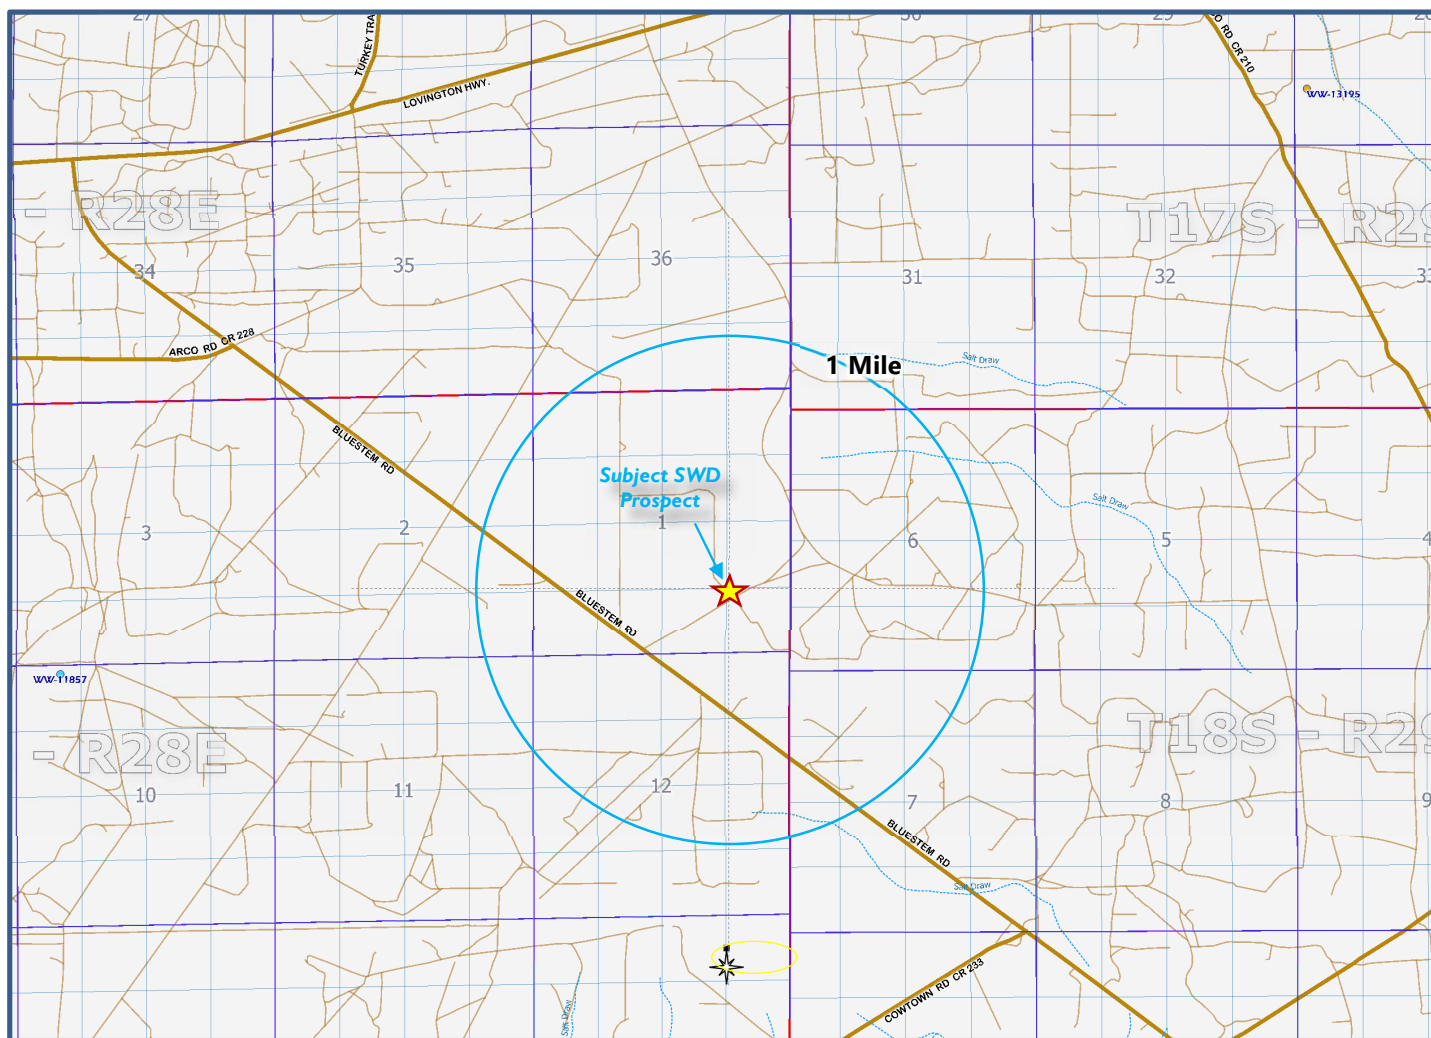 27
30
29
TURKEY TRA
LOVINGTON HWY.
CO RD CR 210
WW-13195
- R28E
T17S - R29
34
35
36
31
32
33
ARCO RD CR 228
1 Mile
Salt Draw
BLUESTEM RD
Subject SWD
Prospect
Salt Draw
3
2
1
6
5
4
BLUESTEM RD
WW-11857
- R28E
T18S - R29
10
11
12
7
8
9
BLUESTEM RD
Salt Draw
COWTOWN RD CR 233
Salt Draw